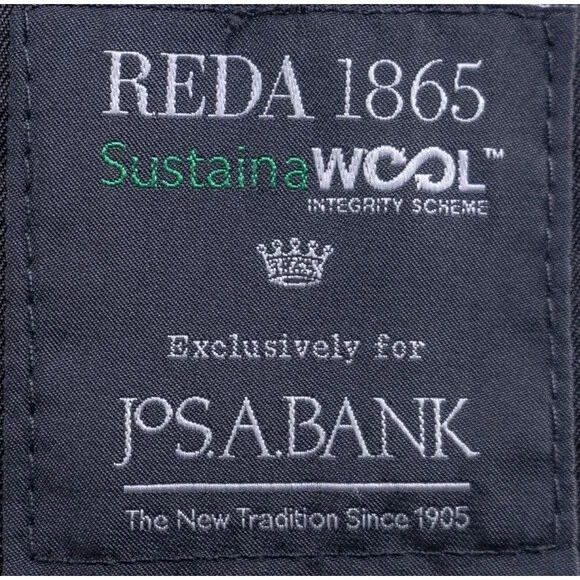 REDA 1865
SustainaWOOL™
INTEGRITY SCHEME
Exclusively for
JoS.A.BANK
The New Tradition Since 1905